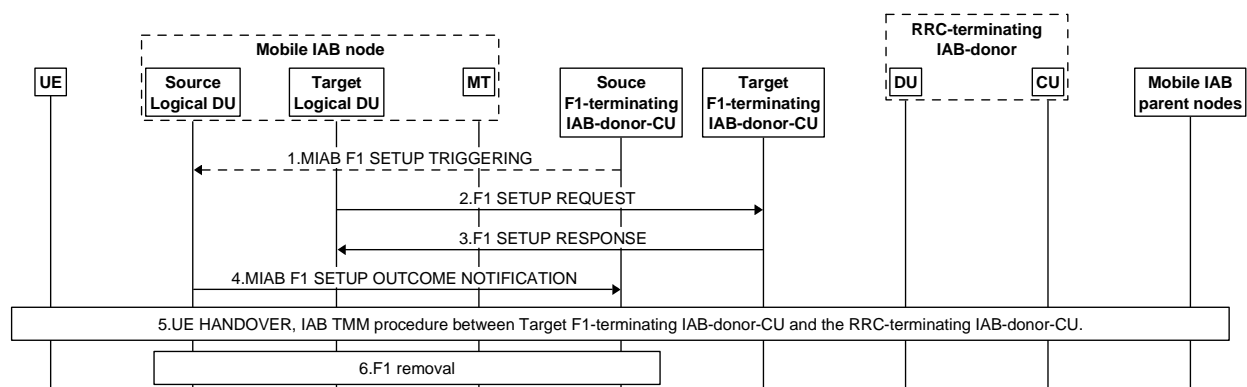 RRC-terminating
IAB-donor
Mobile IAB node
UE
Source
Logical DU
Target
Logical DU
MT
Souce
F1-terminating
IAB-donor-CU
Target
F1-terminating
IAB-donor-CU
DU
CU
Mobile IAB
parent nodes
1.MIAB F1 SETUP TRIGGERING
2.F1 SETUP REQUEST
3.F1 SETUP RESPONSE
4.MIAB F1 SETUP OUTCOME NOTIFICATION
5.UE HANDOVER, IAB TMM procedure between Target F1-terminating IAB-donor-CU and the RRC-terminating IAB-donor-CU.
6.F1 removal